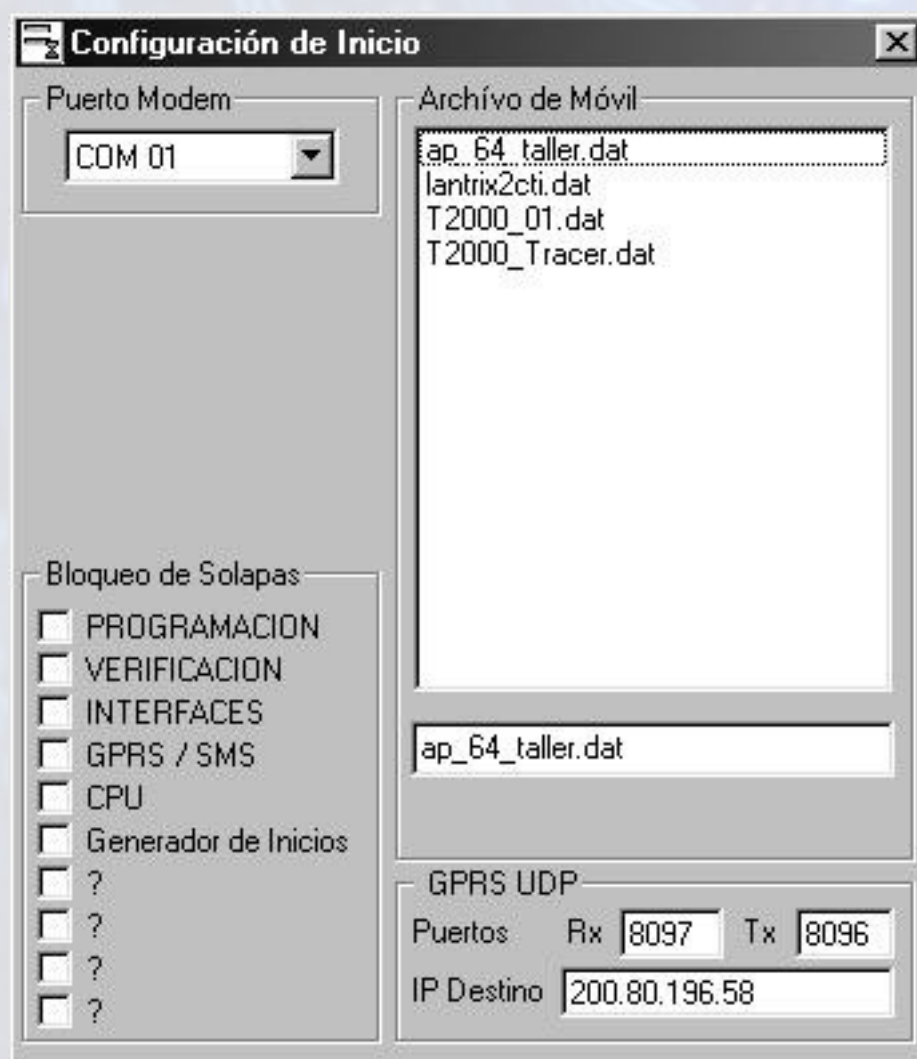 Configuración de Inicio
Puerto Modem
COM 01
Archívo de Móvil
ap_64_taller.dat
lantrix2cti.dat
T2000_01.dat
T2000_Tracer.dat
ap_64_taller.dat
Bloqueo de Solapas
PROGRAMACION
VERIFICACION
INTERFACES
GPRS / SMS
CPU
Generador de Inicios
?
?
?
?
GPRS UDP
Puertos Rx 8097 Tx 8096
IP Destino 200.80.196.58